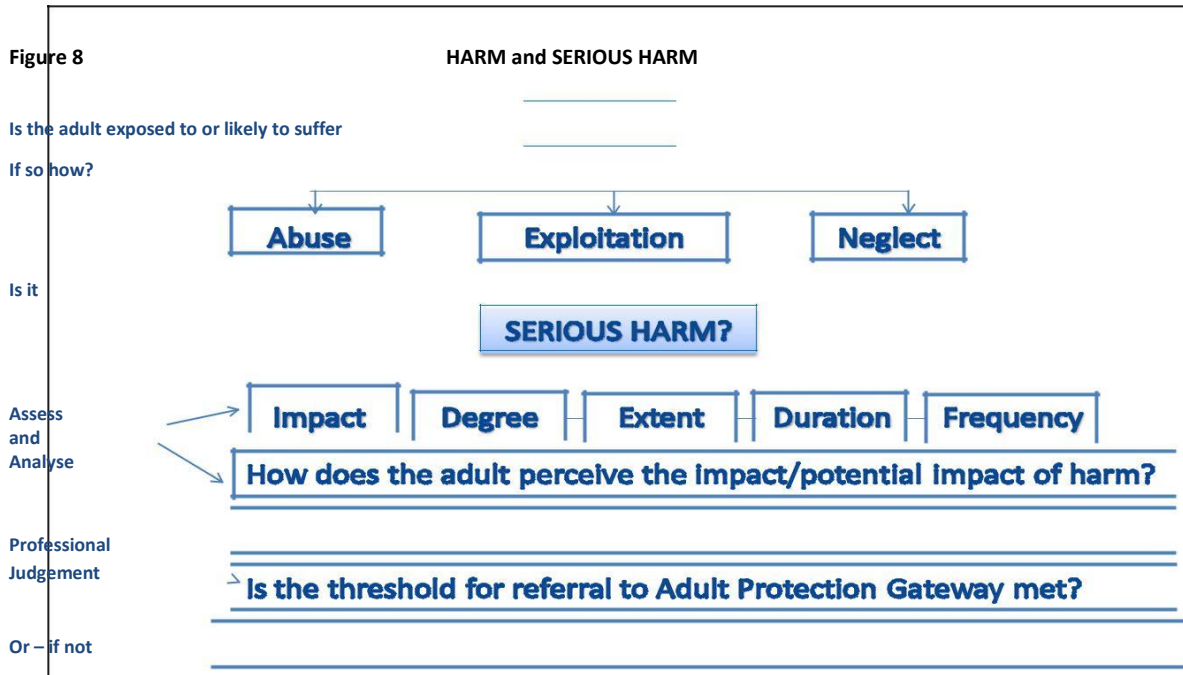 Figure 8 HARM and SERIOUS HARM
Is the adult exposed to or likely to suffer
If so how?
Abuse Exploitation Neglect
Is it
SERIOUS HARM?
Assess
and
Analyse
Impact Degree Extent Duration Frequency
How does the adult perceive the impact/potential impact of harm?
Professional
Judgement
Is the threshold for referral to Adult Protection Gateway met?
Or – if not